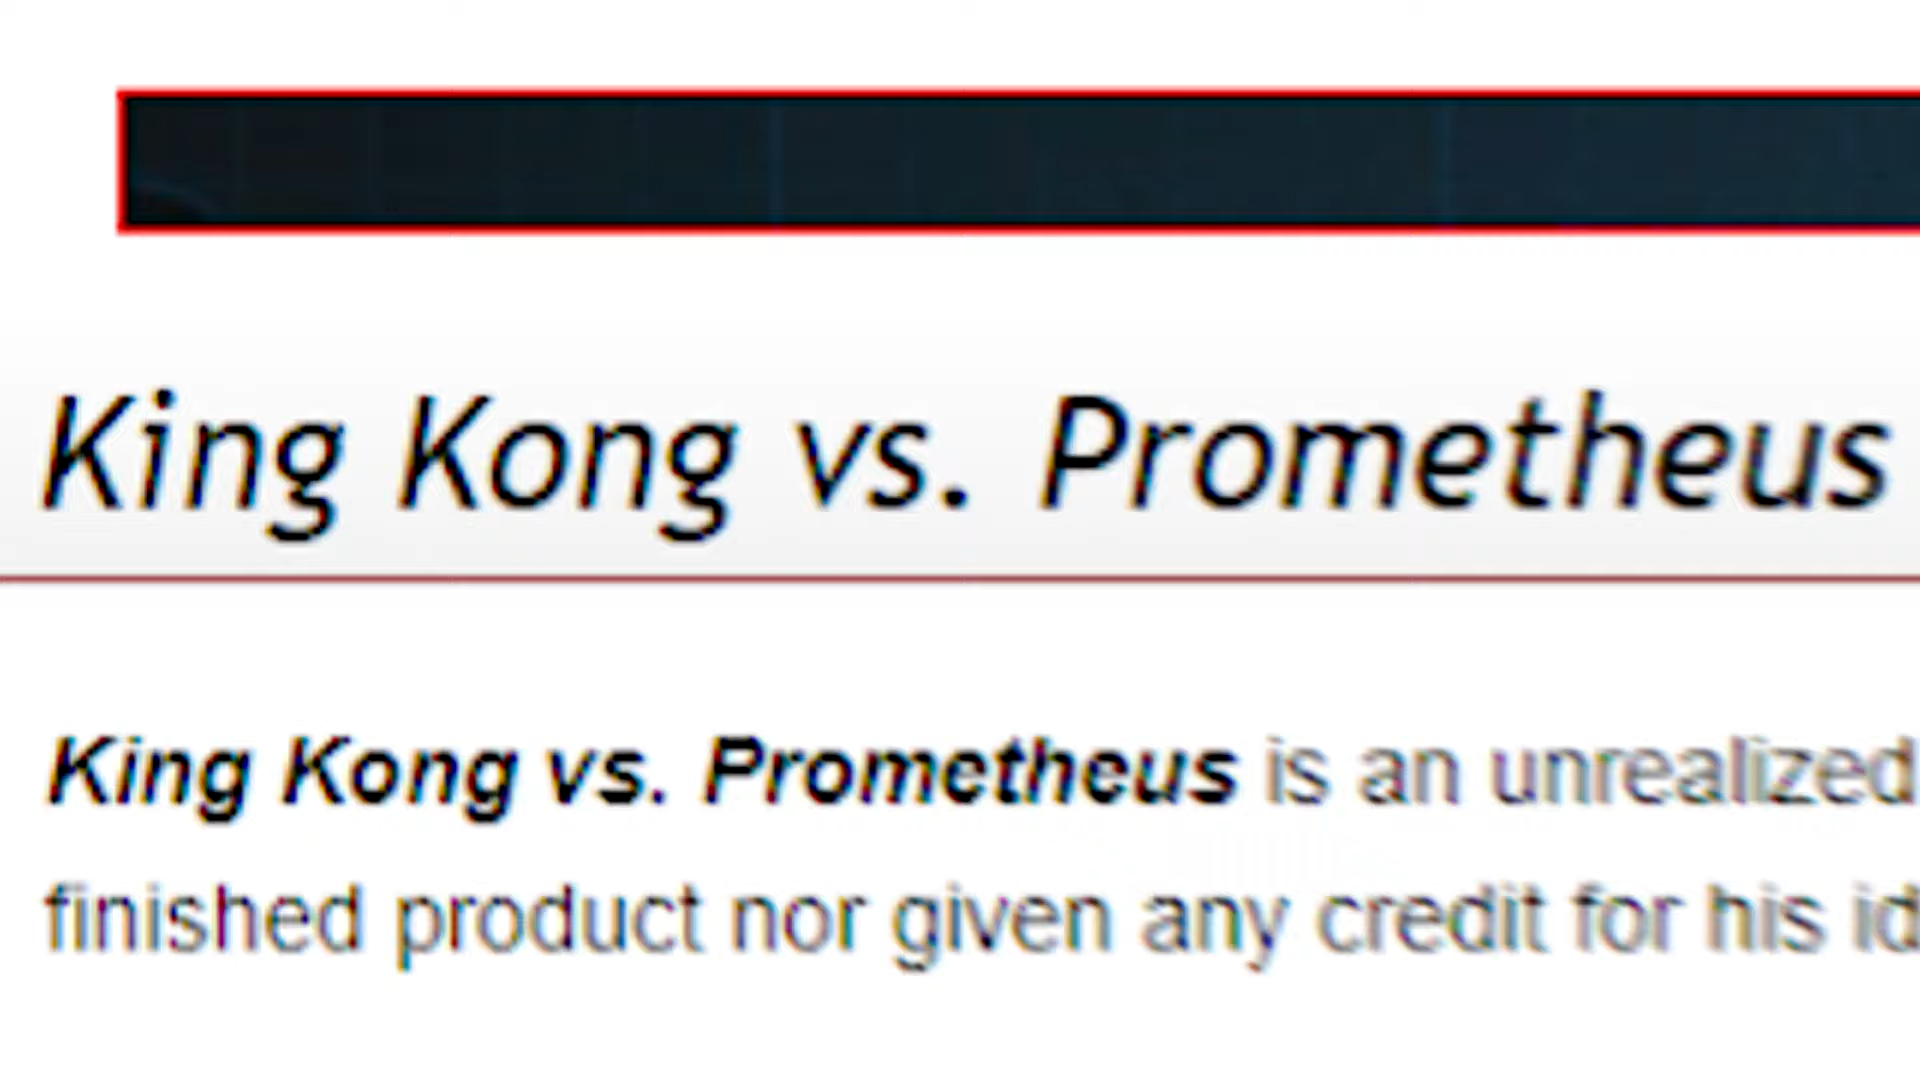 King Kong vs. Prometheus
King Kong vs. Prometheus is an unrealized
finished product nor given any credit for his